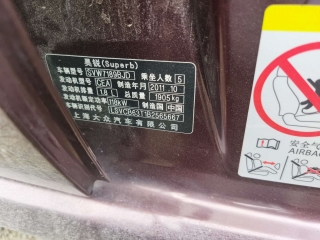 昊锐(Superb)
车辆型号 SVW7189BJD 乘坐人数 5
发动机型号 CEA 制造年月 2011.10
发动机排量 1.8 L 总质量 1905kg
发动机额定功率 118kW 制造国 中国
车辆识别代号 LSVCB63T1B2565667
上海大众汽车有限公司
安全气
AIRBAG